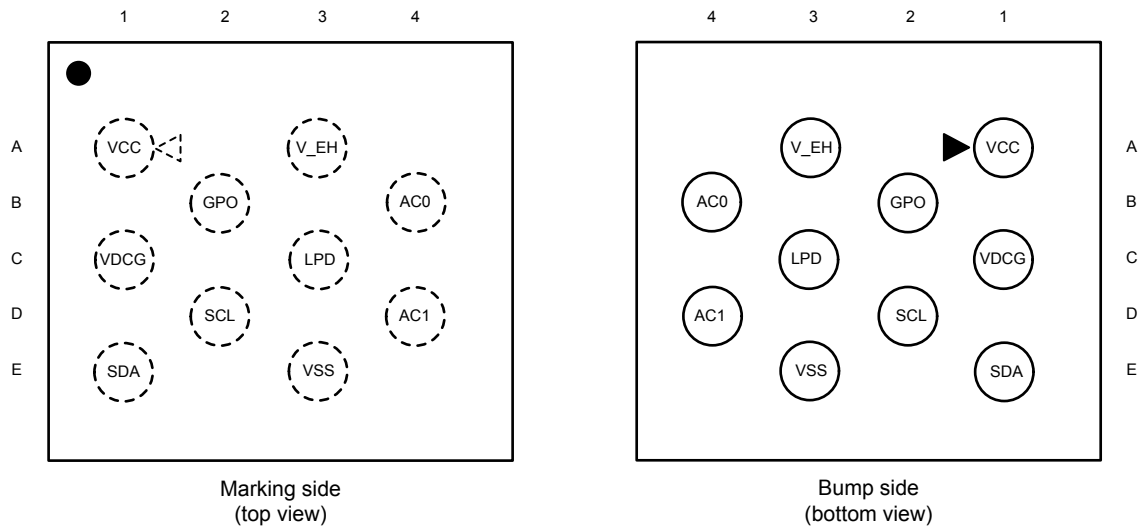 1 2 3 4
A VCC V_EH
B GPO AC0
C VDCG LPD
D SCL AC1
E SDA VSS
Marking side
(top view)
4 3 2 1
V_EH VCC A
AC0 GPO B
LPD VDCG C
AC1 SCL D
VSS SDA E
Bump side
(bottom view)